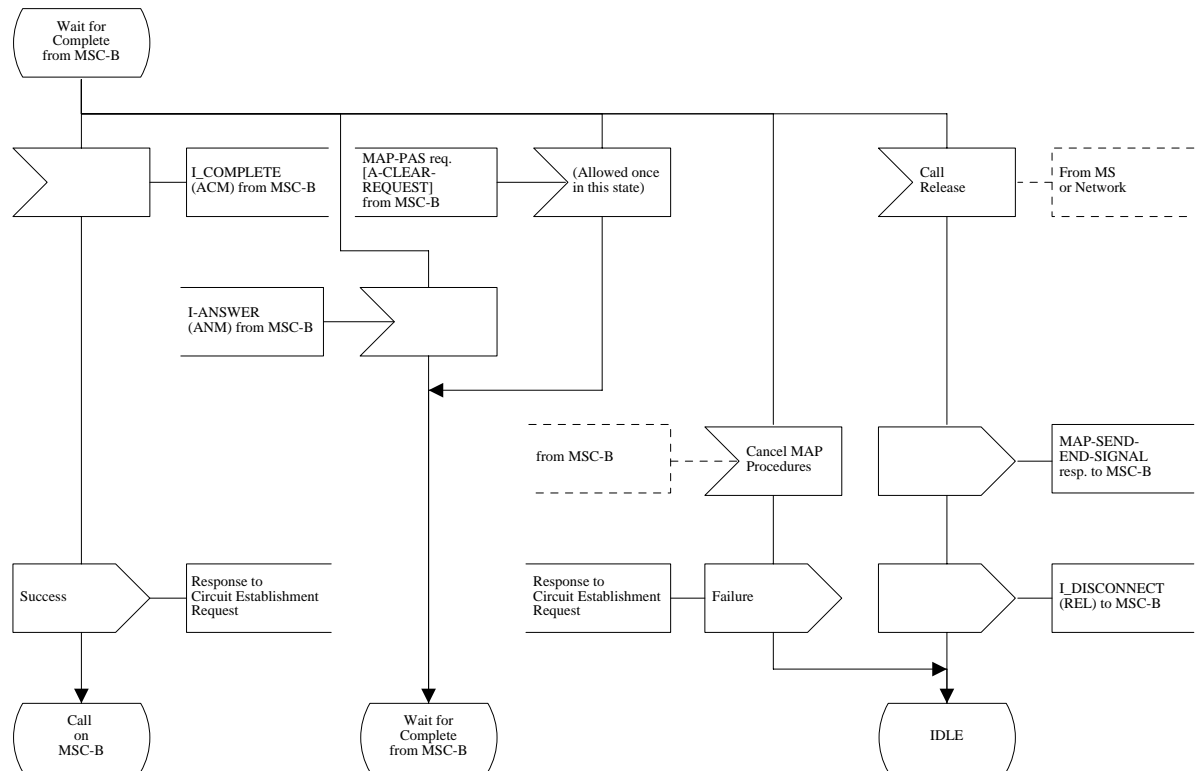 Wait for
Complete
from MSC-B
I_COMPLETE
(ACM) from MSC-B
MAP-PAS req.
[A-CLEAR-
REQUEST]
from MSC-B
(Allowed once
in this state)
Call
Release
From MS
or Network
I-ANSWER
(ANM) from MSC-B
from MSC-B
Cancel MAP
Procedures
MAP-SEND-
END-SIGNAL
resp. to MSC-B
Success
Response to
Circuit Establishment
Request
Response to
Circuit Establishment
Request
Failure
I_DISCONNECT
(REL) to MSC-B
Call
on
MSC-B
Wait for
Complete
from MSC-B
IDLE